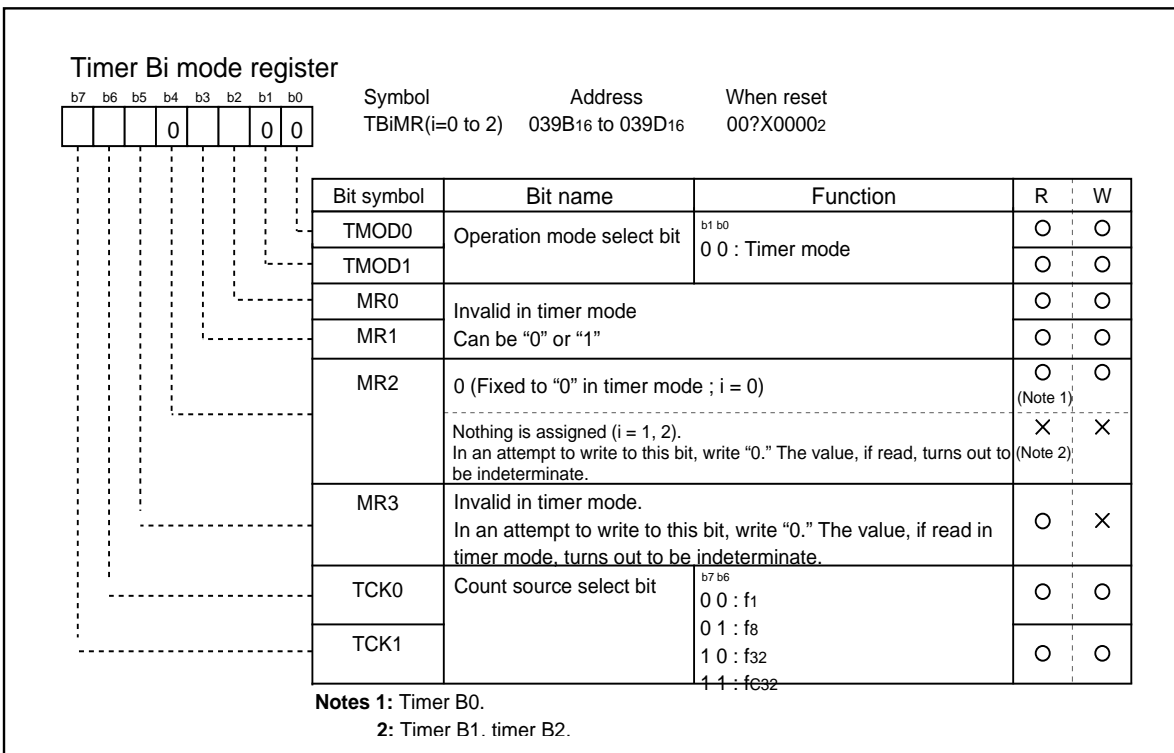 Timer Bi mode register
b7 b6 b5 b4 b3 b2 b1 b0
0 0 0
Symbol Address When reset
TBiMR(i=0 to 2) 039B16 to 039D16 00?X00002
Bit symbol Bit name Function R W
TMOD0 Operation mode select bit b1 b0 O O
0 0 : Timer mode
TMOD1 O O
MR0 Invalid in timer mode O O
MR1 Can be “0” or “1” O O
MR2 0 (Fixed to “0” in timer mode ; i = 0) O O
(Note 1)
Nothing is assigned (i = 1, 2). × ×
In an attempt to write to this bit, write “0.” The value, if read, turns out to (Note 2)
be indeterminate.
MR3 Invalid in timer mode.
In an attempt to write to this bit, write “0.” The value, if read in O ×
timer mode, turns out to be indeterminate.
TCK0 Count source select bit b7 b6 O O
0 0 : f1
0 1 : f8
TCK1 1 0 : f32 O O
1 1 : fC32
Notes 1: Timer B0.
2: Timer B1, timer B2.